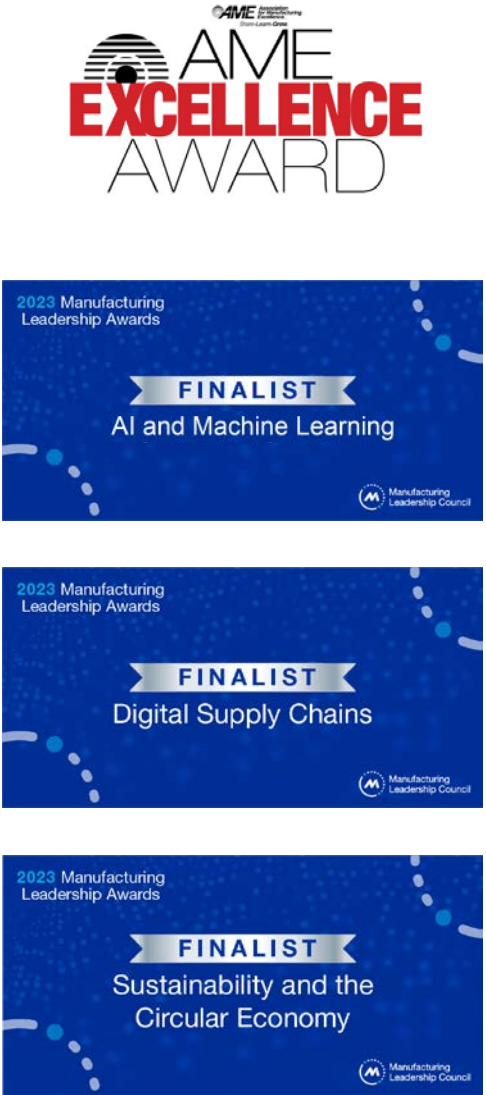 AME Association for Manufacturing Excellence
Share·Learn·Grow
AME
EXCELLENCE
AWARD
2023 Manufacturing
Leadership Awards
FINALIST
AI and Machine Learning
Manufacturing
Leadership Council
2023 Manufacturing
Leadership Awards
FINALIST
Digital Supply Chains
Manufacturing
Leadership Council
2023 Manufacturing
Leadership Awards
FINALIST
Sustainability and the
Circular Economy
Manufacturing
Leadership Council